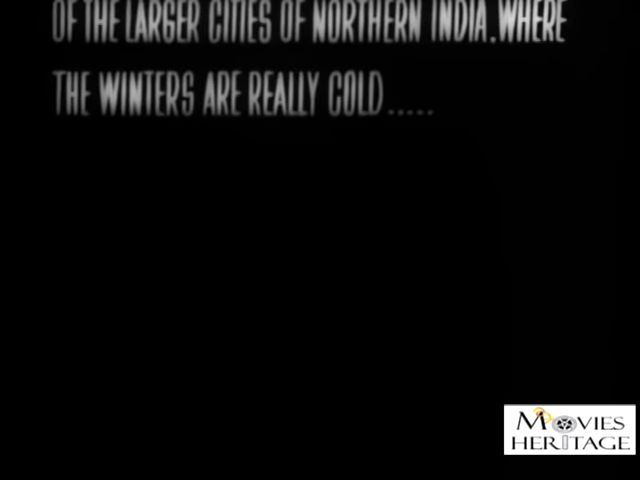 OF THE LARGER CITIES OF NORTHERN INDIA.WHERE
THE WINTERS ARE REALLY COLD.....
MOVIES
HERITAGE